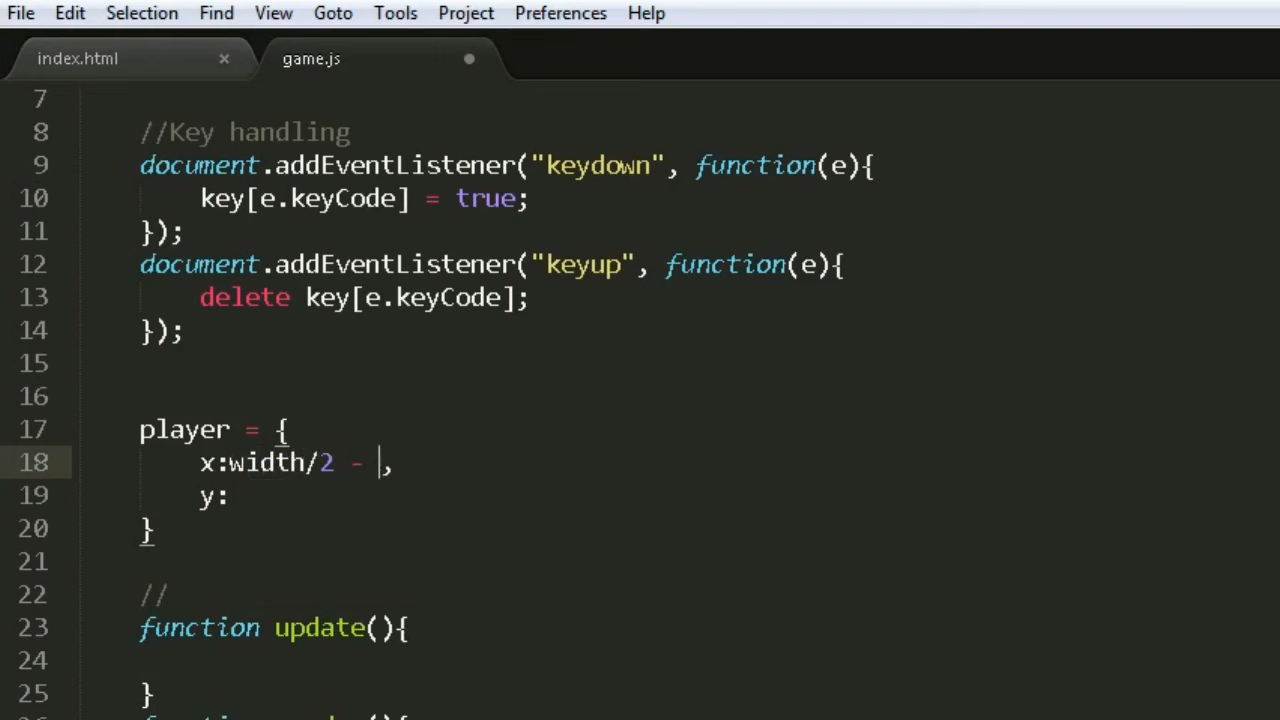 File Edit Selection Find View Goto Tools Project Preferences Help
index.html × game.js
7
8 //Key handling
9 document.addEventListener("keydown", function(e){
10 key[e.keyCode] = true;
11 });
12 document.addEventListener("keyup", function(e){
13 delete key[e.keyCode];
14 });
15
16
17 player = {
18 x:width/2 - ,
19 y:
20 }
21
22 //
23 function update(){
24
25 }